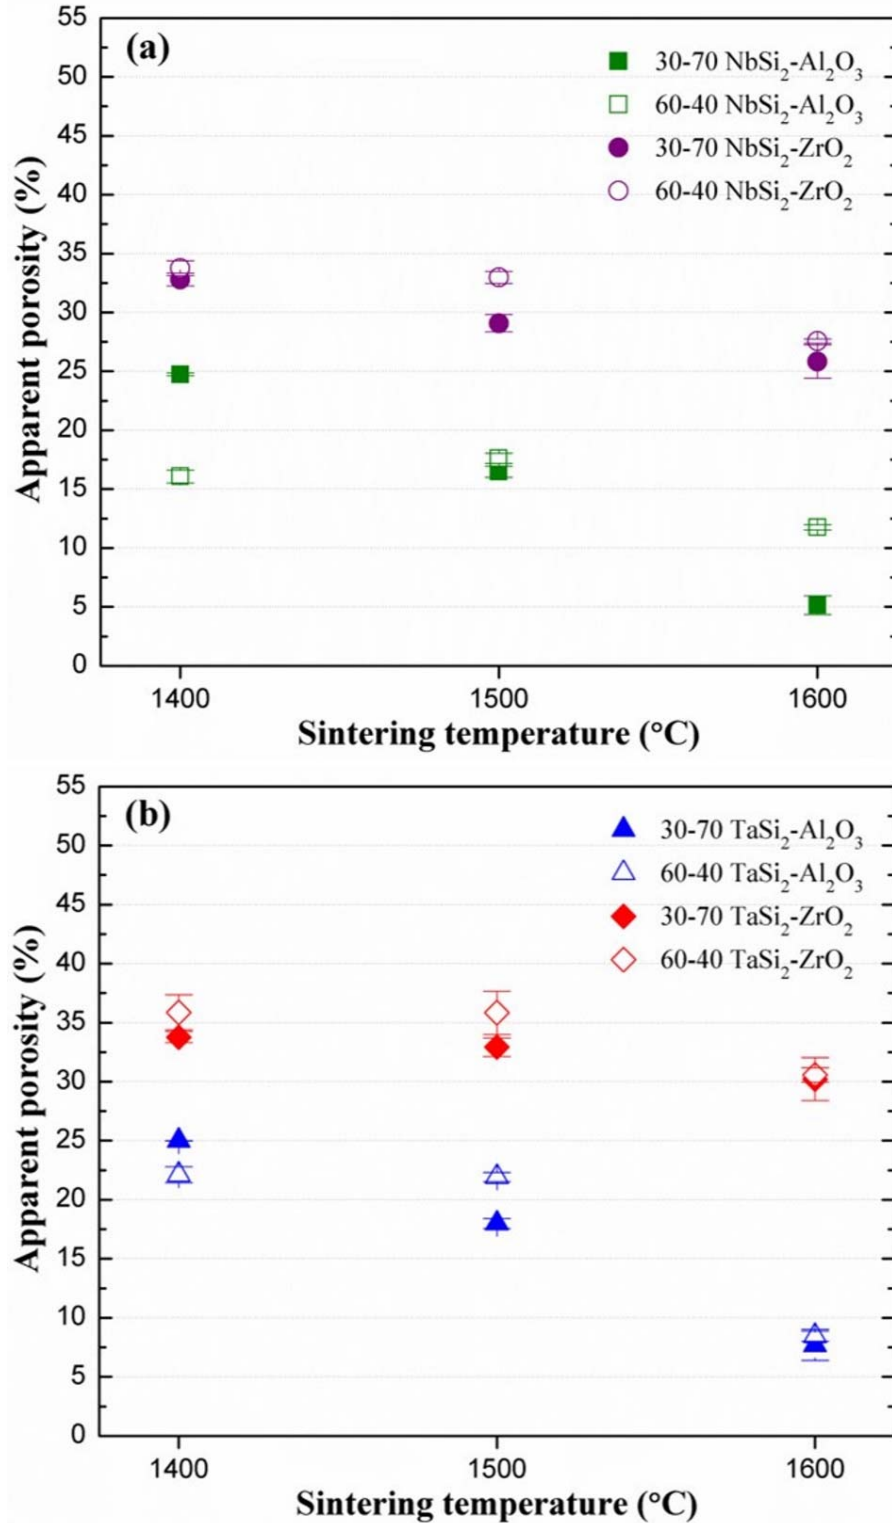 (a)
30-70 NbSi₂-Al₂O₃
60-40 NbSi₂-Al₂O₃
30-70 NbSi₂-ZrO₂
60-40 NbSi₂-ZrO₂
Apparent porosity (%)
55
50
45
40
35
30
25
20
15
10
5
0
1400 1500 1600
Sintering temperature (°C)
(b)
30-70 TaSi₂-Al₂O₃
60-40 TaSi₂-Al₂O₃
30-70 TaSi₂-ZrO₂
60-40 TaSi₂-ZrO₂
Apparent porosity (%)
55
50
45
40
35
30
25
20
15
10
5
0
1400 1500 1600
Sintering temperature (°C)